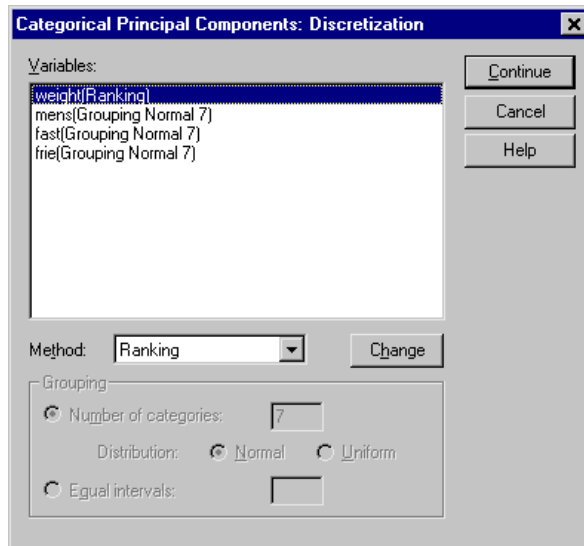 Categorical Principal Components: Discretization
Variables:
weight(Ranking)
mens(Grouping Normal 7)
fast(Grouping Normal 7)
frie(Grouping Normal 7)
Continue
Cancel
Help
Method: Ranking Change
Grouping
Number of categories: 7
Distribution: Normal Uniform
Equal intervals: